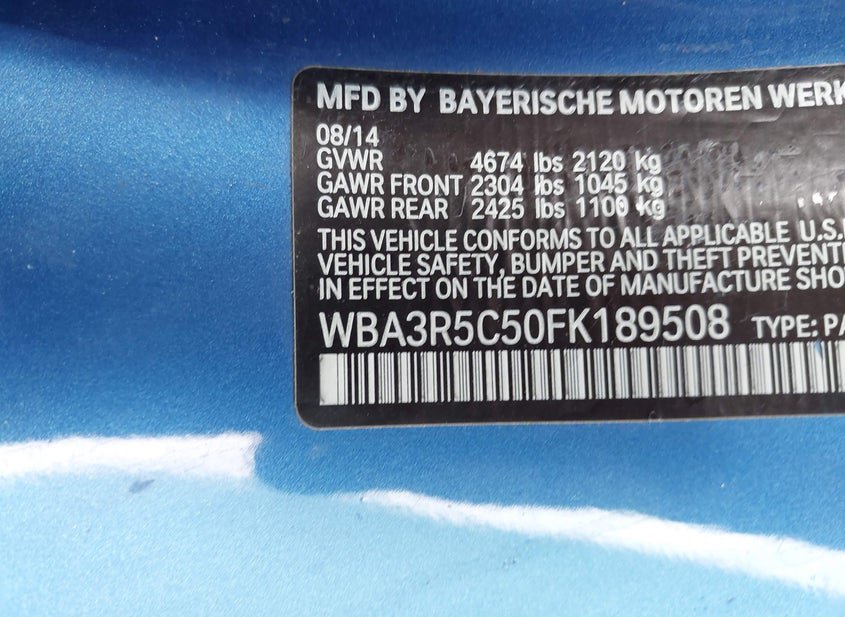 MFD BY BAYERISCHE MOTOREN WERK
08/14
GVWR 4674 lbs 2120 kg
GAWR FRONT 2304 lbs 1045 kg
GAWR REAR 2425 lbs 1100 kg
THIS VEHICLE CONFORMS TO ALL APPLICABLE U.S.
VEHICLE SAFETY, BUMPER AND THEFT PREVENTI
IN EFFECT ON THE DATE OF MANUFACTURE SHO
WBA3R5C50FK189508 TYPE: PA